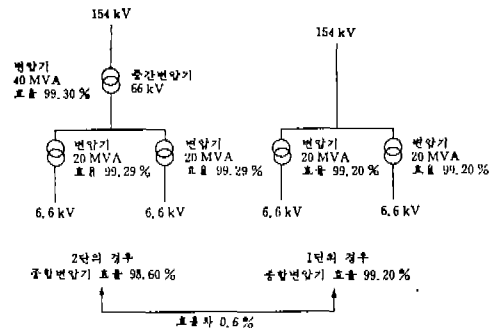 154 kV
변압기
40 MVA
효율 99.30 %
중간변압기
66 kV
변압기
20 MVA
효율 99.29 %
변압기
20 MVA
효율 99.29 %
6.6 kV
6.6 kV
2단의 경우
종합변압기 효율 98.60 %
154 kV
변압기
20 MVA
효율 99.20 %
변압기
20 MVA
효율 99.20 %
6.6 kV
6.6 kV
1단의 경우
종합변압기 효율 99.20 %
효율차 0.6 %